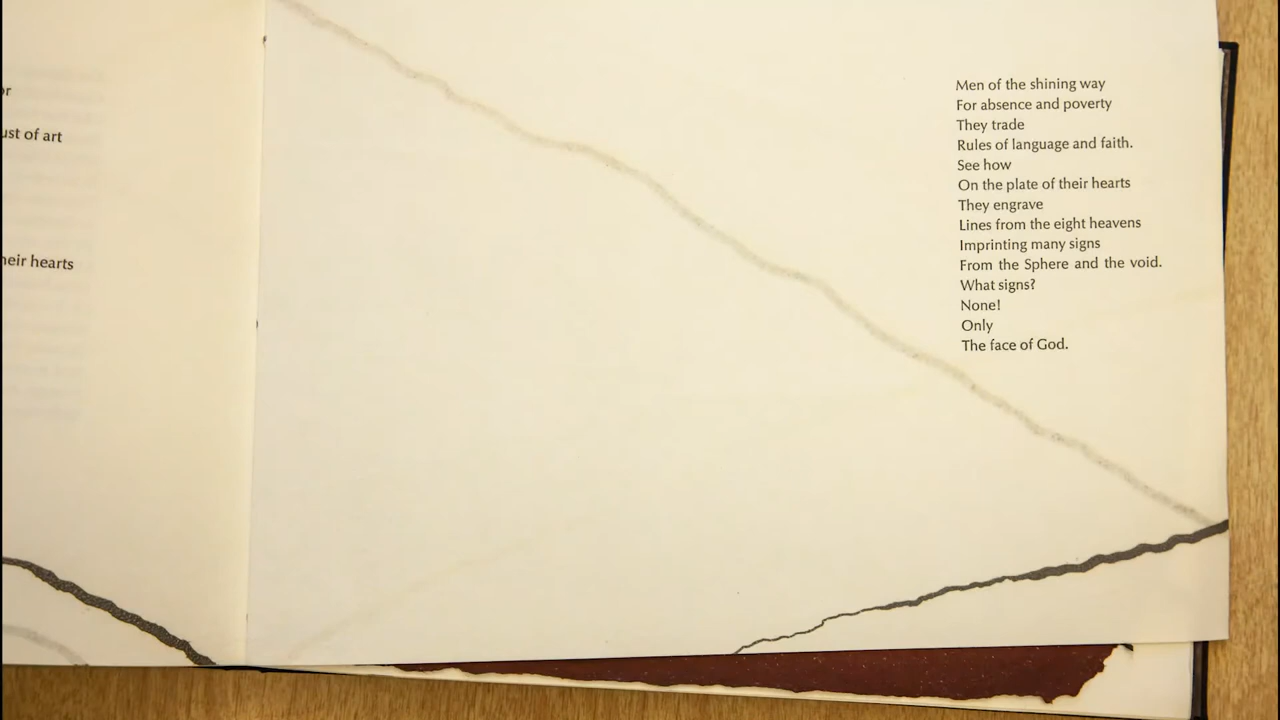 ust of art
heir hearts
Men of the shining way
For absence and poverty
They trade
Rules of language and faith.
See how
On the plate of their hearts
They engrave
Lines from the eight heavens
Imprinting many signs
From the Sphere and the void.
What signs?
None!
Only
The face of God.